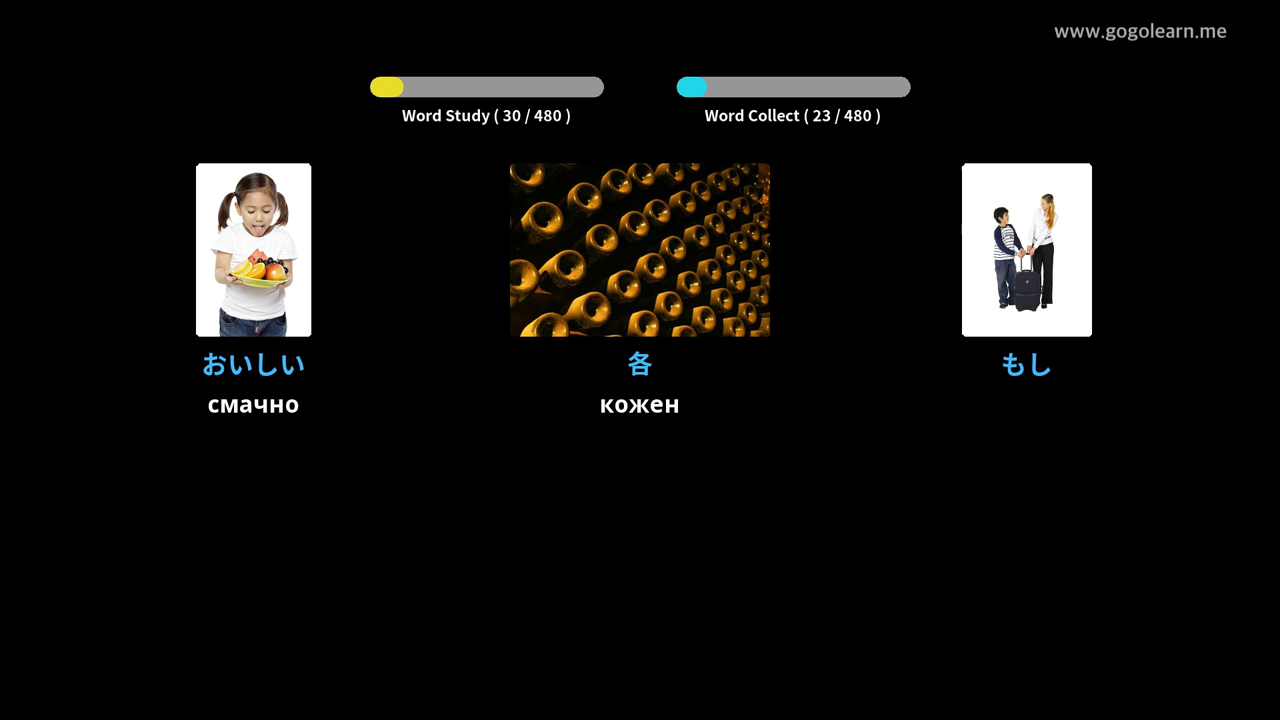 www.gogolearn.me
Word Study ( 30 / 480 )
Word Collect ( 23 / 480 )
おいしい
各
もし
смачно
кожен